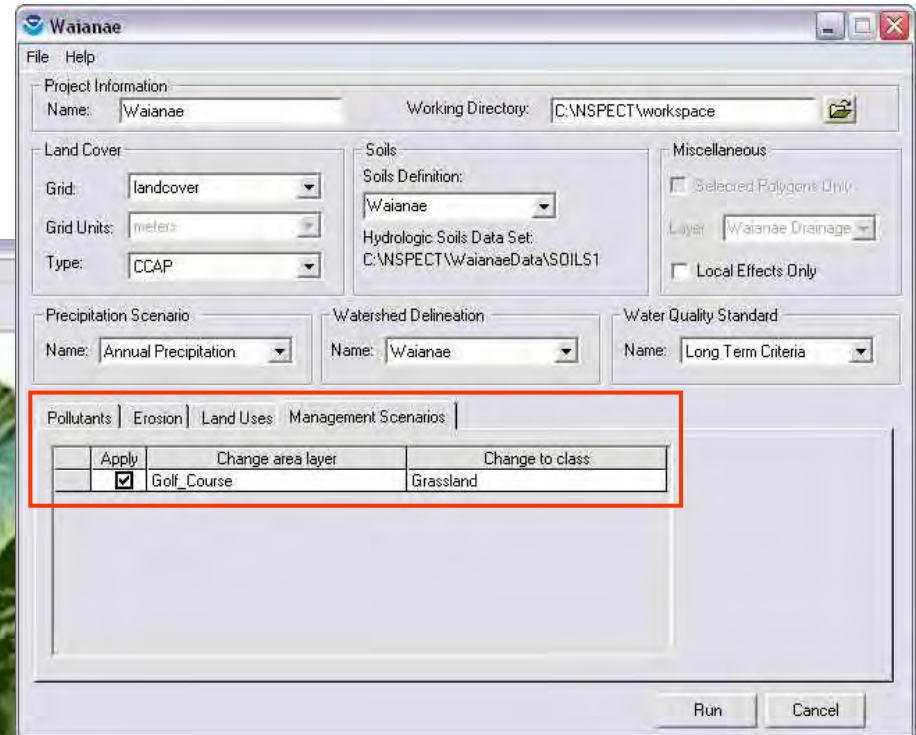 Waianae
File Help
Project Information
Name: Waianae Working Directory: C:\NSPECT\workspace
Land Cover
Grid: landcover
Grid Units: meters
Type: CCAP
Soils
Soils Definition:
Waianae
Hydrologic Soils Data Set:
C:\NSPECT\WaianaeData\SOILS1
Miscellaneous
Selected Polygons Only
Layer Waianae Drainage
Local Effects Only
Precipitation Scenario
Name: Annual Precipitation
Watershed Delineation
Name: Waianae
Water Quality Standard
Name: Long Term Criteria
Pollutants Erosion Land Uses Management Scenarios
Apply Change area layer Change to class
Golf_Course Grassland
Run Cancel